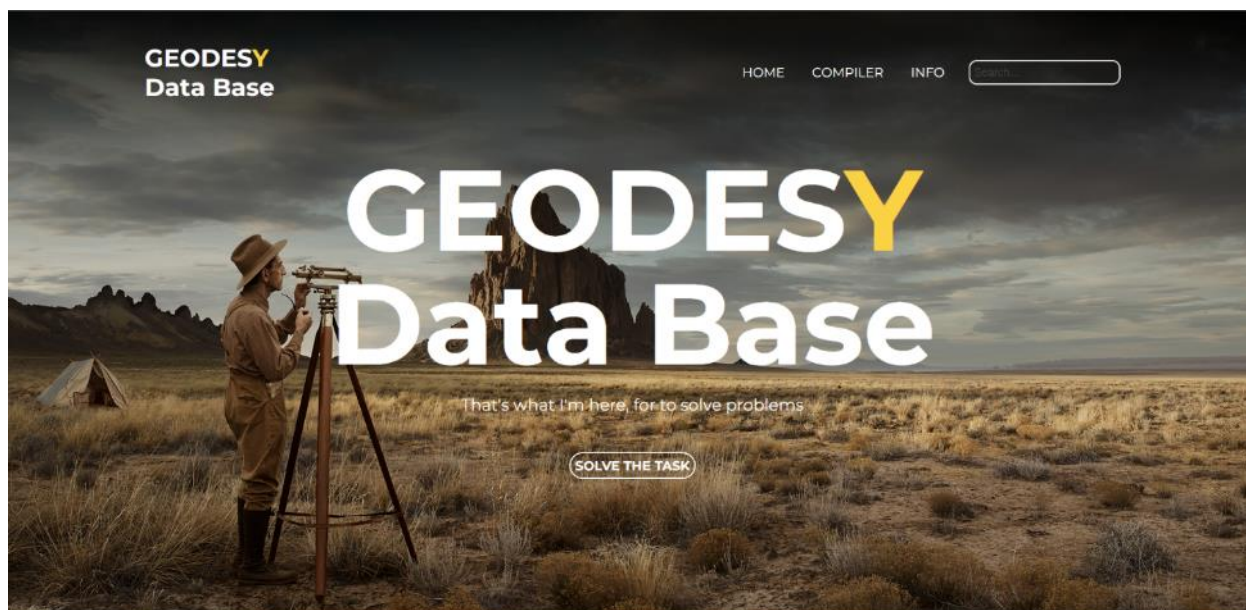 GEODESY
Data Base
HOME COMPILER INFO Search...
GEODESY
Data Base
That's what I'm here, for to solve problems
SOLVE THE TASK